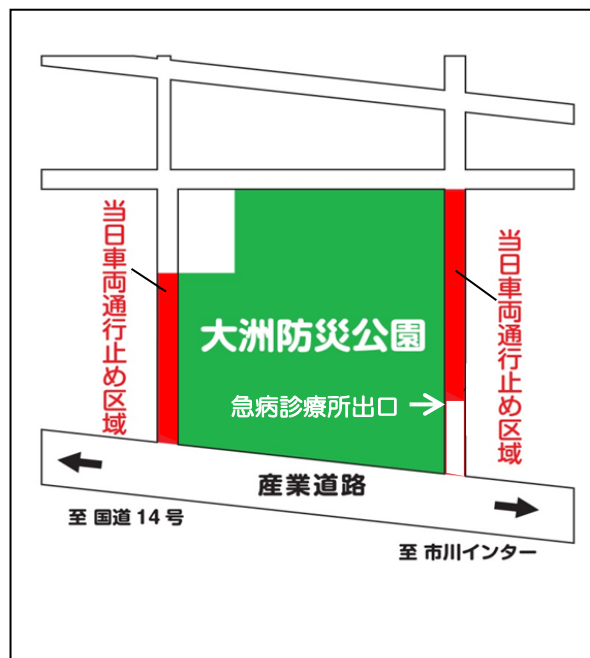 当日車両通行止め区域
当日車両通行止め区域
大洲防災公園
急病診療所出口 →
産業道路
至 国道 14 号
至 市川インター